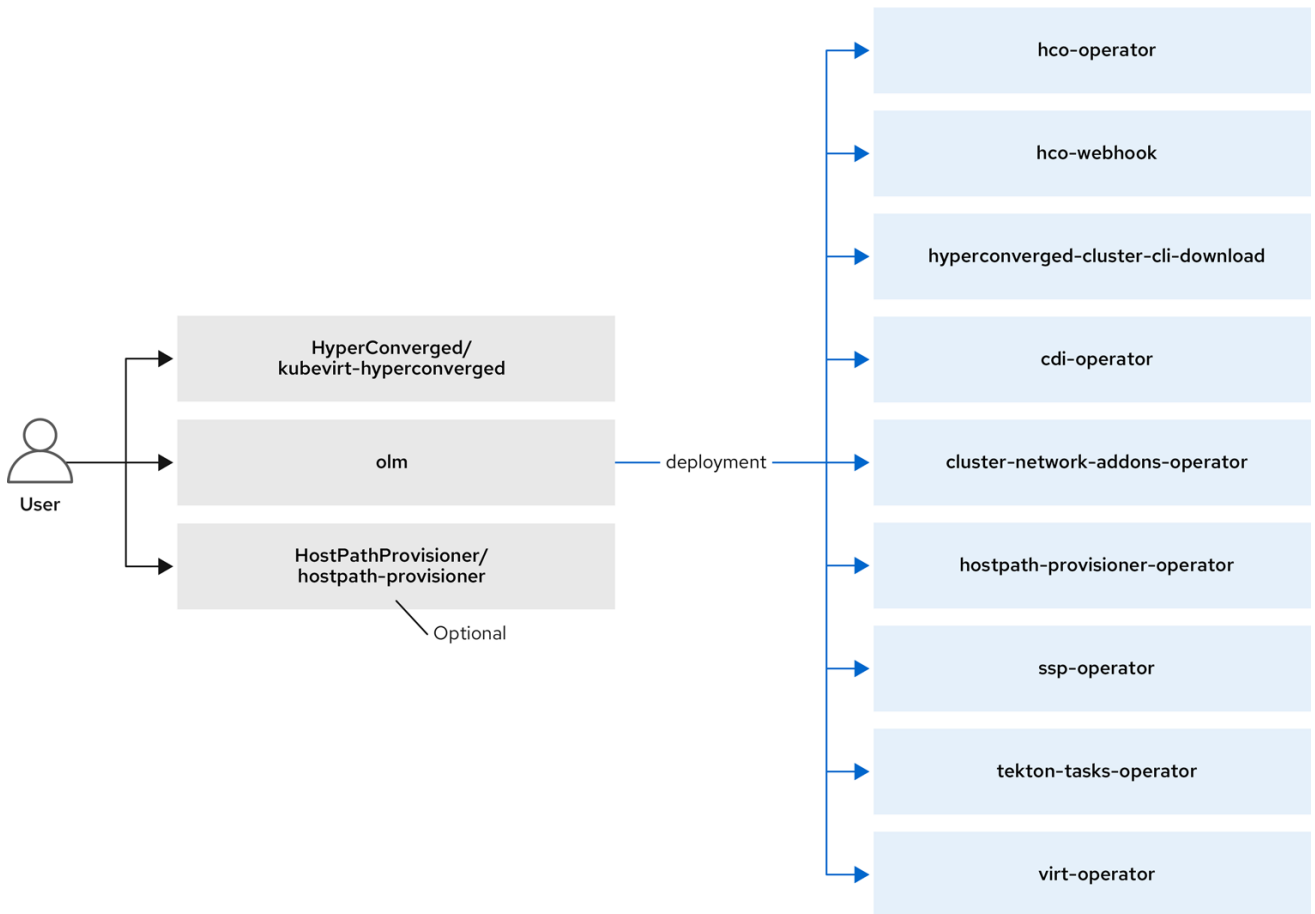 User
HyperConverged/
kubevirt-hyperconverged
olm
HostPathProvisioner/
hostpath-provisioner
Optional
deployment
hco-operator
hco-webhook
hyperconverged-cluster-cli-download
cdi-operator
cluster-network-addons-operator
hostpath-provisioner-operator
ssp-operator
tekton-tasks-operator
virt-operator